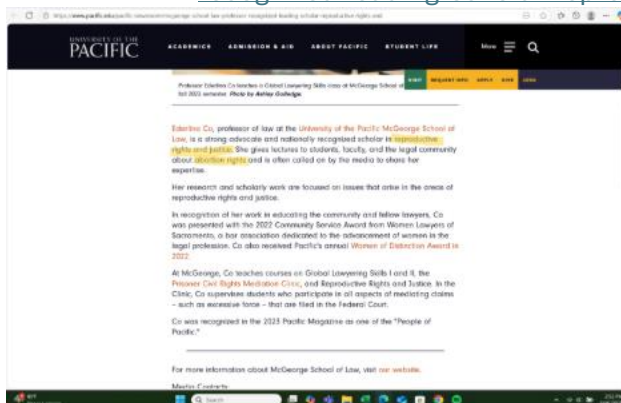 UNIVERSITY OF THE
PACIFIC
ACADEMICS ADMISSION & AID ABOUT PACIFIC STUDENT LIFE More
VISIT REQUEST INFO APPLY GIVE
Professor Ederlina Co teaches a Global Lawyering Skills class at McGeorge School of
fall 2022 semester. Photo by Ashley Golledge.
Ederlina Co, professor of law at the University of the Pacific McGeorge School of
Law, is a strong advocate and nationally recognized scholar in reproductive
rights and justice. She gives lectures to students, faculty, and the legal community
about abortion rights and is often called on by the media to share her
expertise.
Her research and scholarly work are focused on issues that arise in the areas of
reproductive rights and justice.
In recognition of her work in educating the community and fellow lawyers, Co
was presented with the 2022 Community Service Award from Women Lawyers of
Sacramento, a bar association dedicated to the advancement of women in the
legal profession. Co also received Pacific's annual Women of Distinction Award in
2022.
At McGeorge, Co teaches courses on Global Lawyering Skills I and II, the
Prisoner Civil Rights Mediation Clinic, and Reproductive Rights and Justice. In the
Clinic, Co supervises students who participate in all aspects of mediating claims
– such as excessive force – that are filed in the Federal Court.
Co was recognized in the 2023 Pacific Magazine as one of the "People of
Pacific."
For more information about McGeorge School of Law, visit our website.
Media Contacts
Search